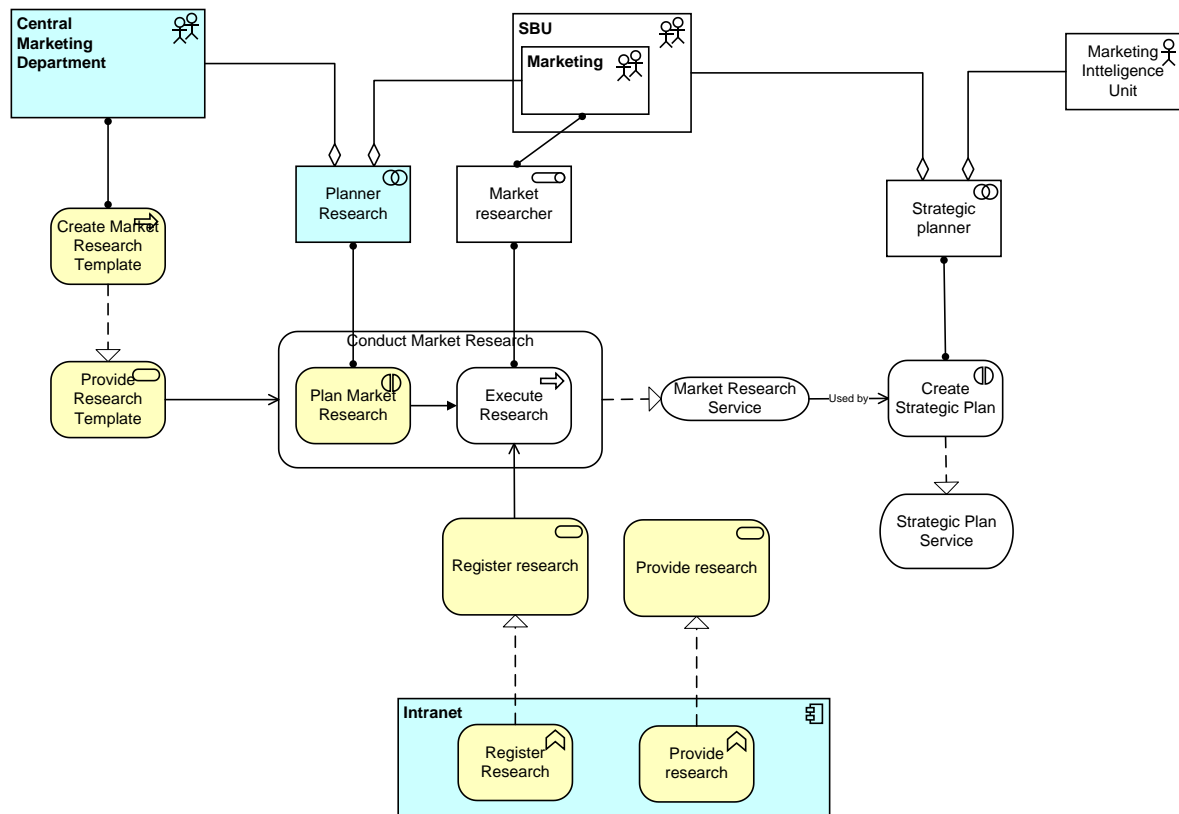 Central
Marketing
Department
SBU
Marketing
Marketing
Intteligence
Unit
Planner
Research
Market
researcher
Strategic
planner
Create Market
Research
Template
Conduct Market Research
Provide
Research
Template
Plan Market
Research
Execute
Research
Market Research
Service
Used by
Create
Strategic Plan
Strategic Plan
Service
Register research
Provide research
Intranet
Register
Research
Provide
research